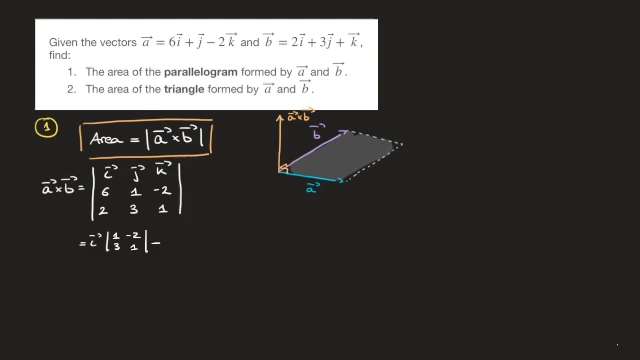 Given the vectors a⃗ = 6i⃗ + j⃗ − 2k⃗ and b⃗ = 2i⃗ + 3j⃗ + k⃗,
find:
1. The area of the parallelogram formed by a⃗ and b⃗.
2. The area of the triangle formed by a⃗ and b⃗.
1
Area = |a⃗ × b⃗|
a⃗ × b⃗
b⃗
a⃗
a⃗ × b⃗ = | i⃗ j⃗ k⃗ |
| 6 1 -2 |
| 2 3 1 |
= i⃗ | 1 -2 | −
| 3 1 |